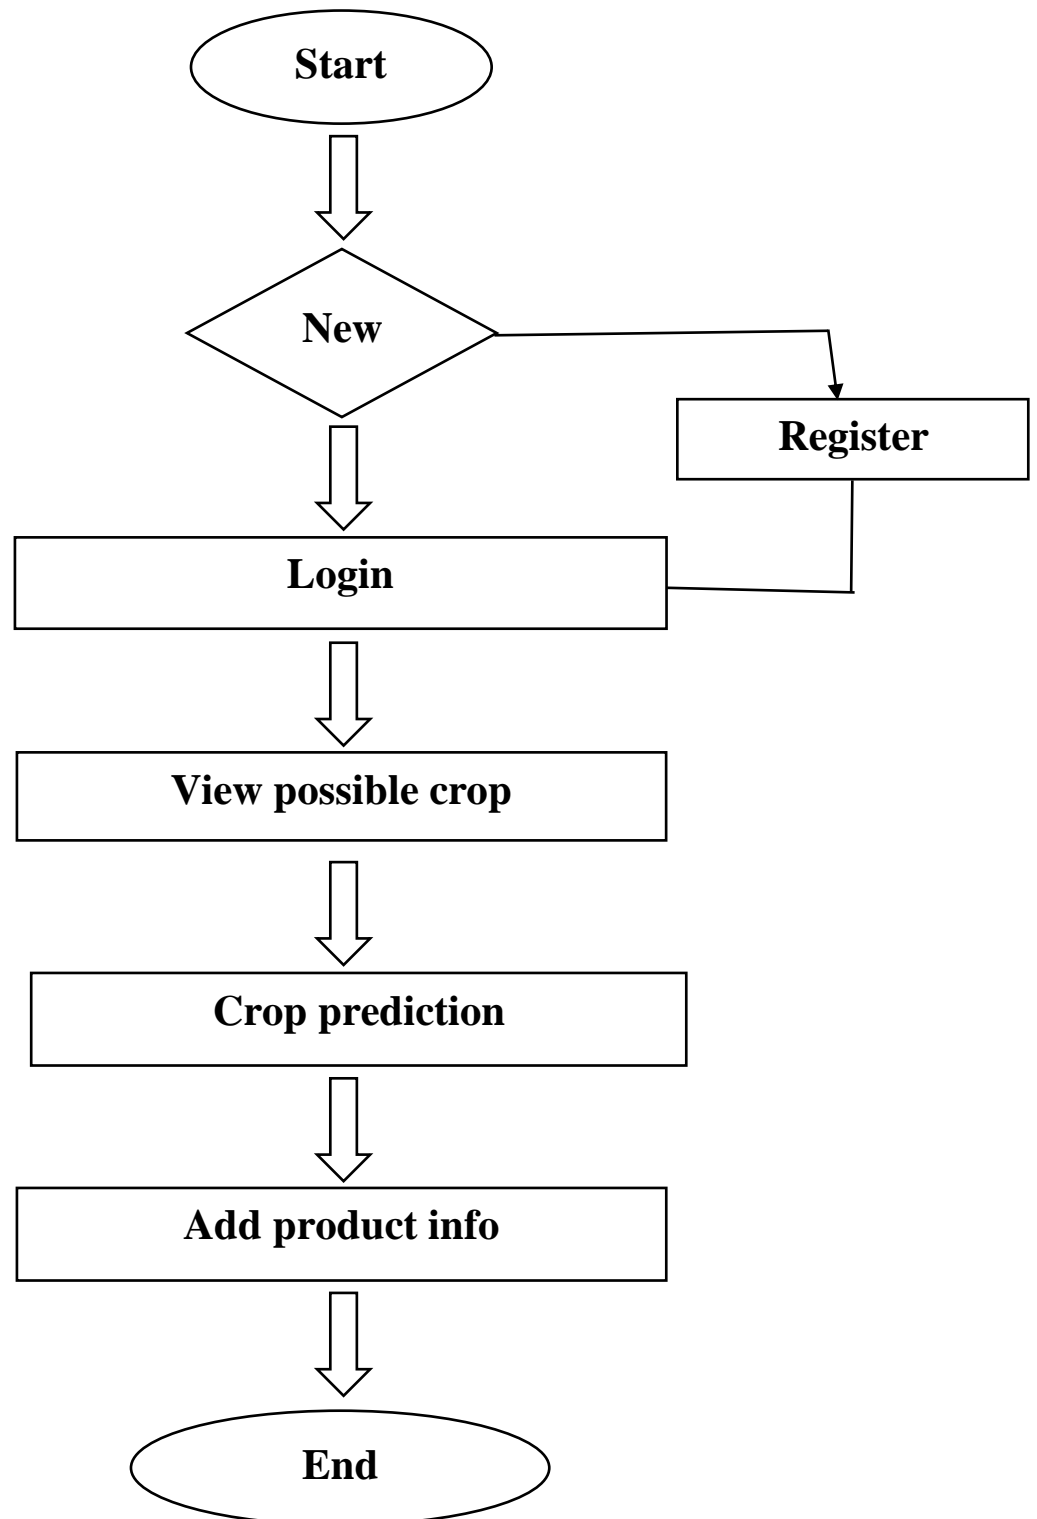 Start
New
Register
Login
View possible crop
Crop prediction
Add product info
End